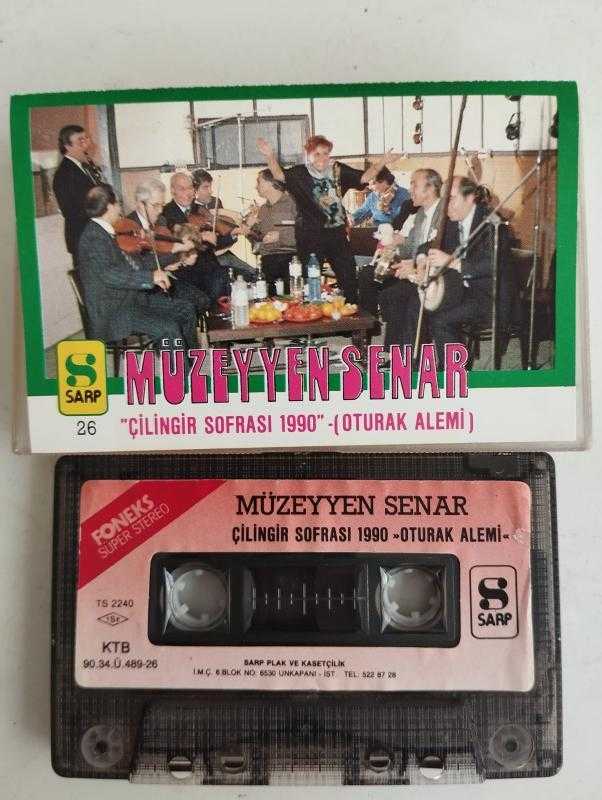 S
SARP
26
MÜZEYYEN SENAR
"ÇİLİNGİR SOFRASI 1990"-(OTURAK ALEMİ)
FONEKS
SÜPER STEREO
MÜZEYYEN SENAR
ÇİLİNGİR SOFRASI 1990 »OTURAK ALEMİ«
TS 2240
KTB
90.34.Ü.489-26
S
SARP
SARP PLAK VE KASETÇİLİK
İ.M.Ç. 6.BLOK NO: 6530 UNKAPANI - İST. TEL: 522 87 28